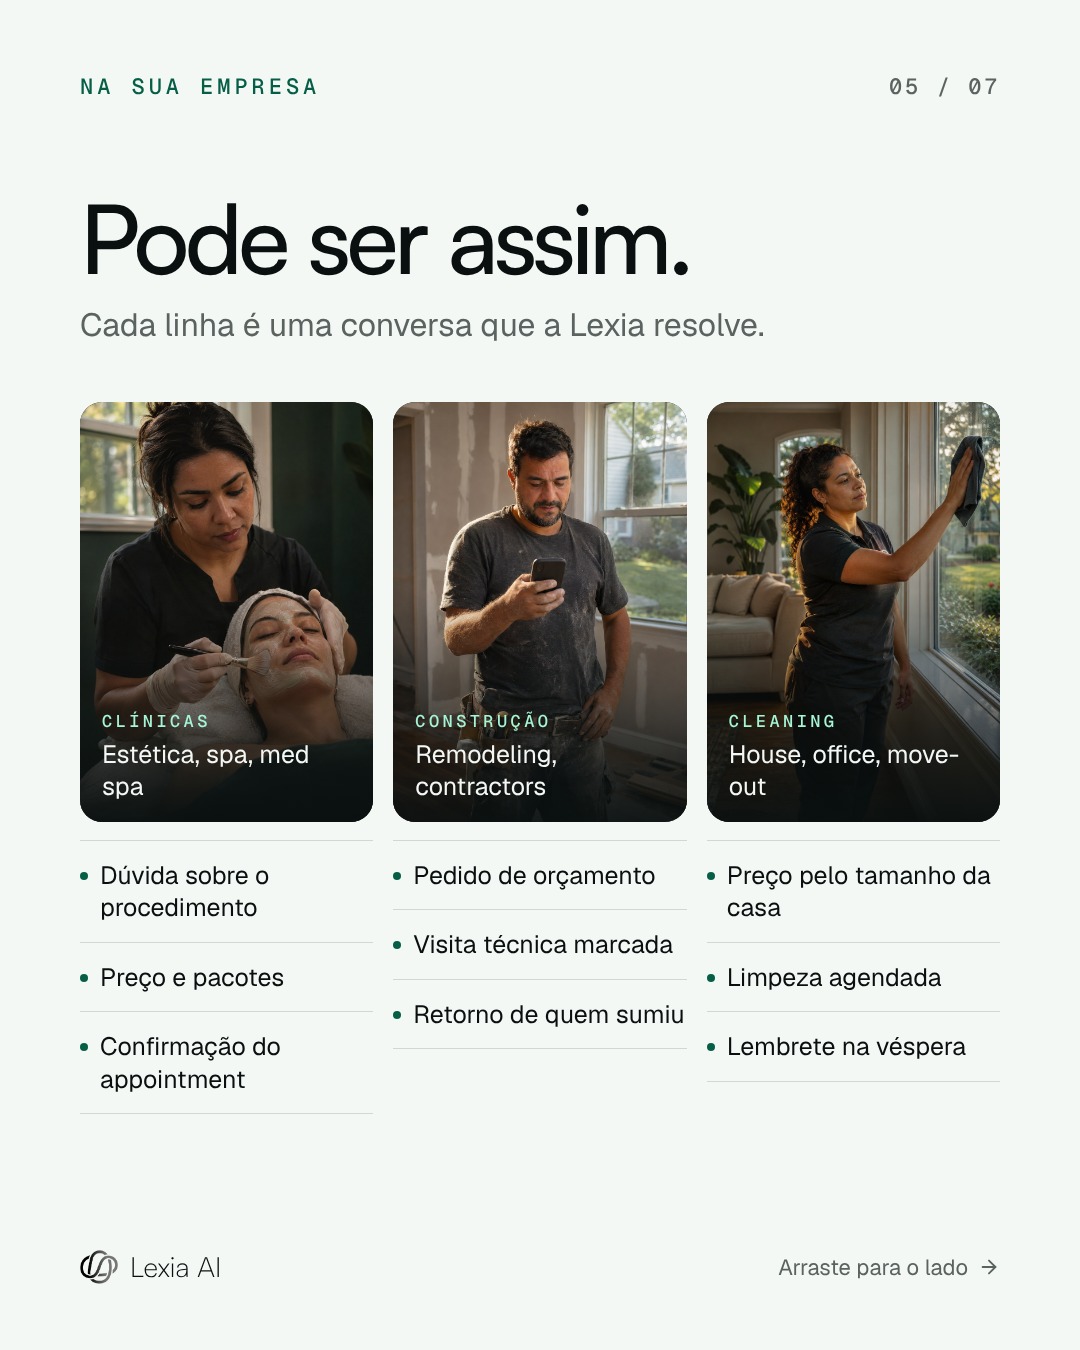 NA SUA EMPRESA
05 / 07
Pode ser assim.
Cada linha é uma conversa que a Lexia resolve.
CLÍNICAS
Estética, spa, med
spa
CONSTRUÇÃO
Remodeling,
contractors
CLEANING
House, office, move-
out
Dúvida sobre o
procedimento
Preço e pacotes
Confirmação do
appointment
Pedido de orçamento
Visita técnica marcada
Retorno de quem sumiu
Preço pelo tamanho da
casa
Limpeza agendada
Lembrete na véspera
Lexia AI
Arraste para o lado →